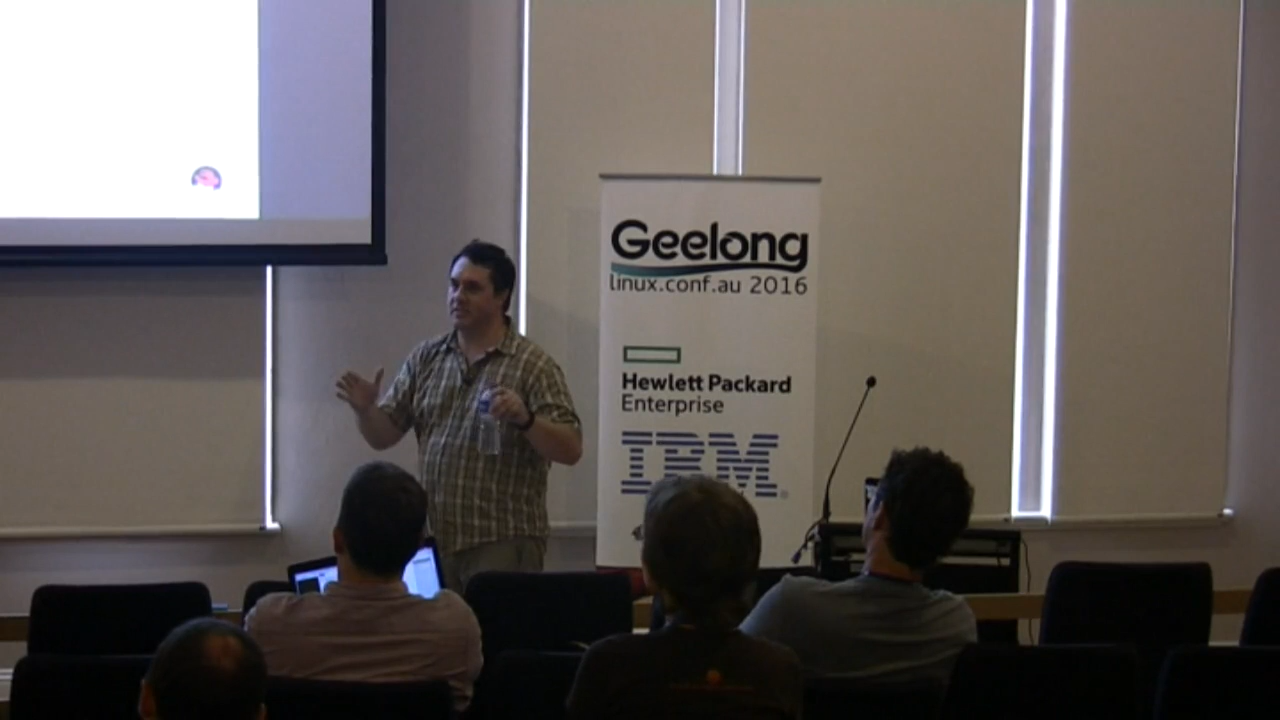 Geelong
linux.conf.au 2016
Hewlett Packard
Enterprise
IBM